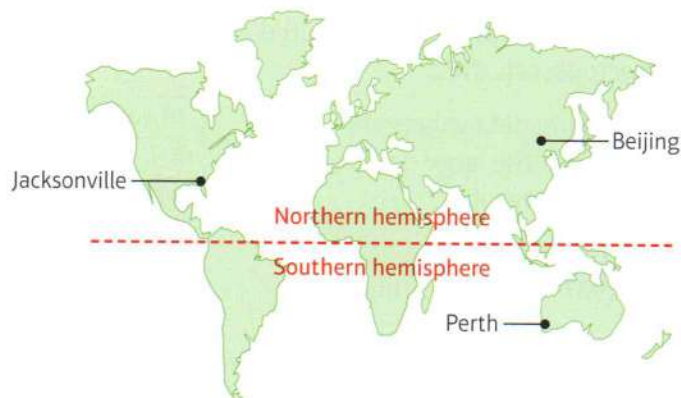 Beijing
Jacksonville
Northern hemisphere
Southern hemisphere
Perth